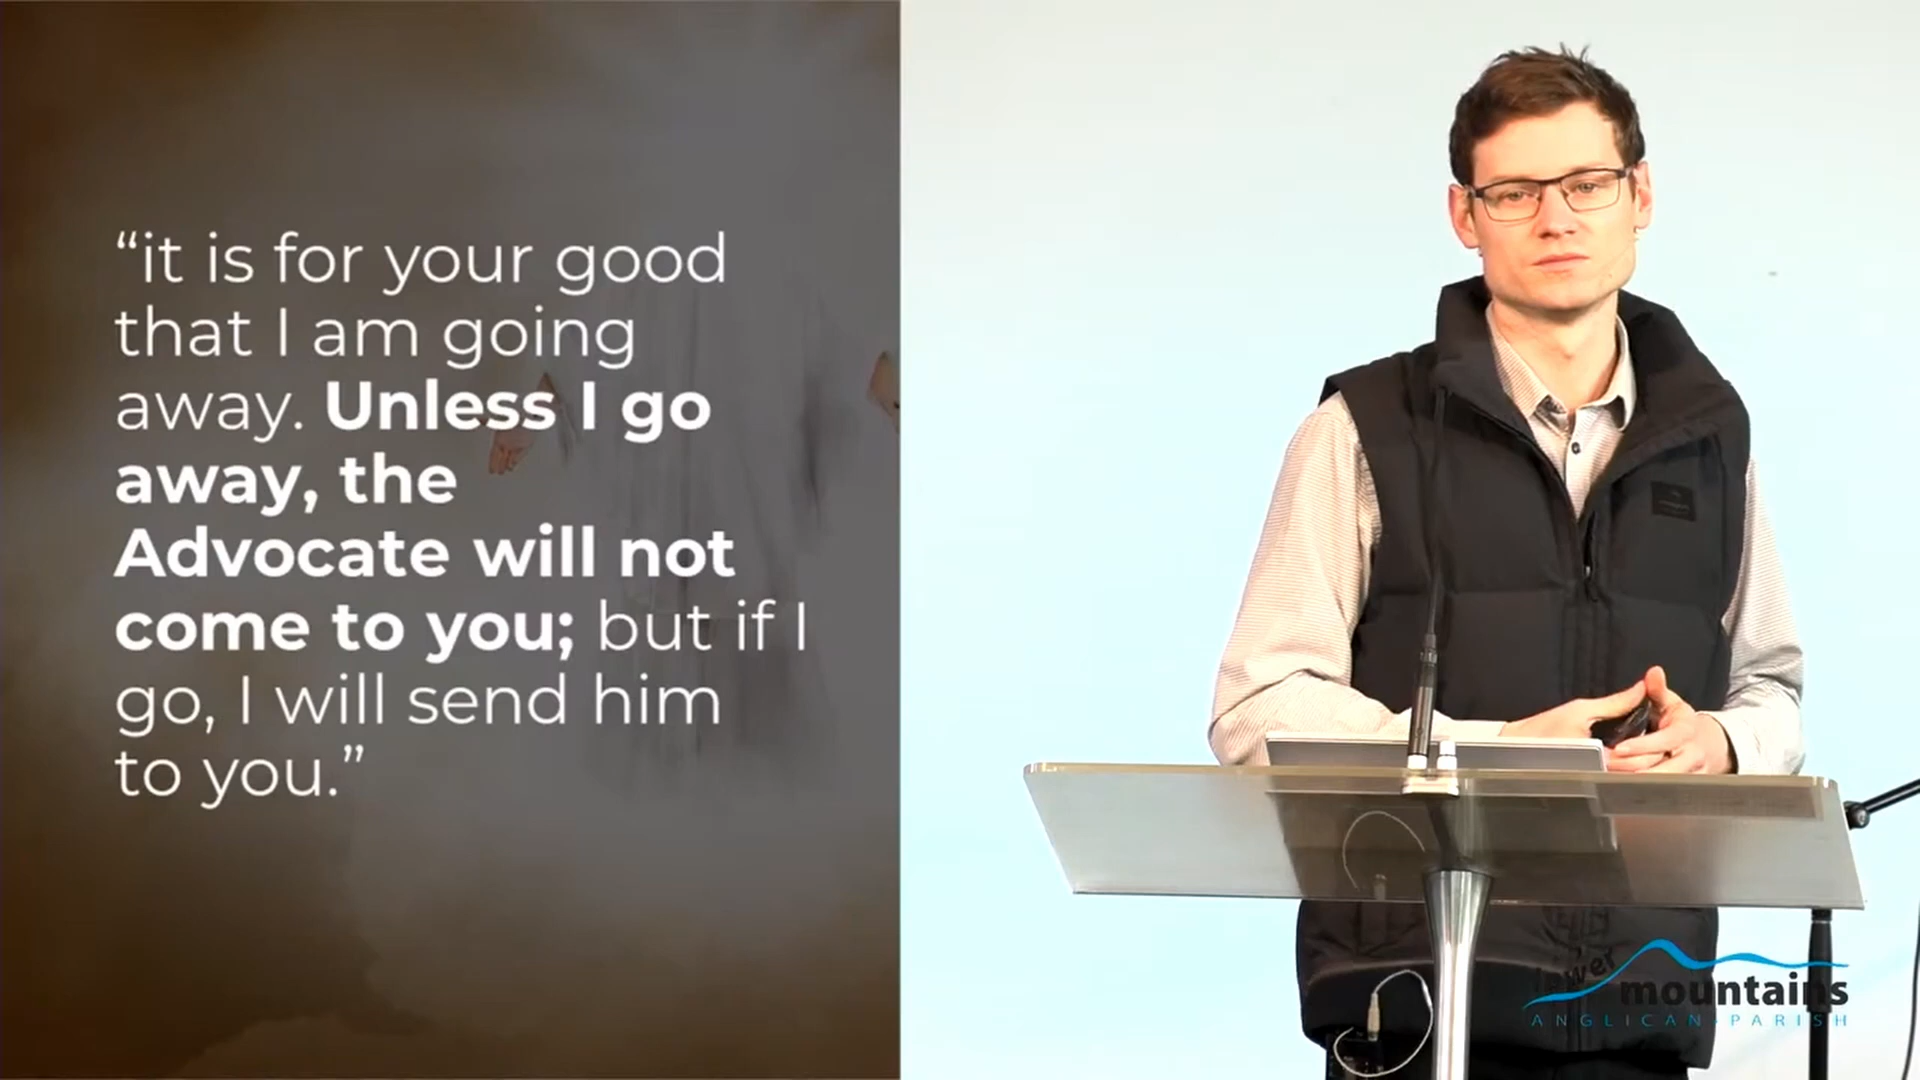 “it is for your good
that I am going
away. Unless I go
away, the
Advocate will not
come to you; but if I
go, I will send him
to you.”
lower
mountains
ANGLICAN PARISH